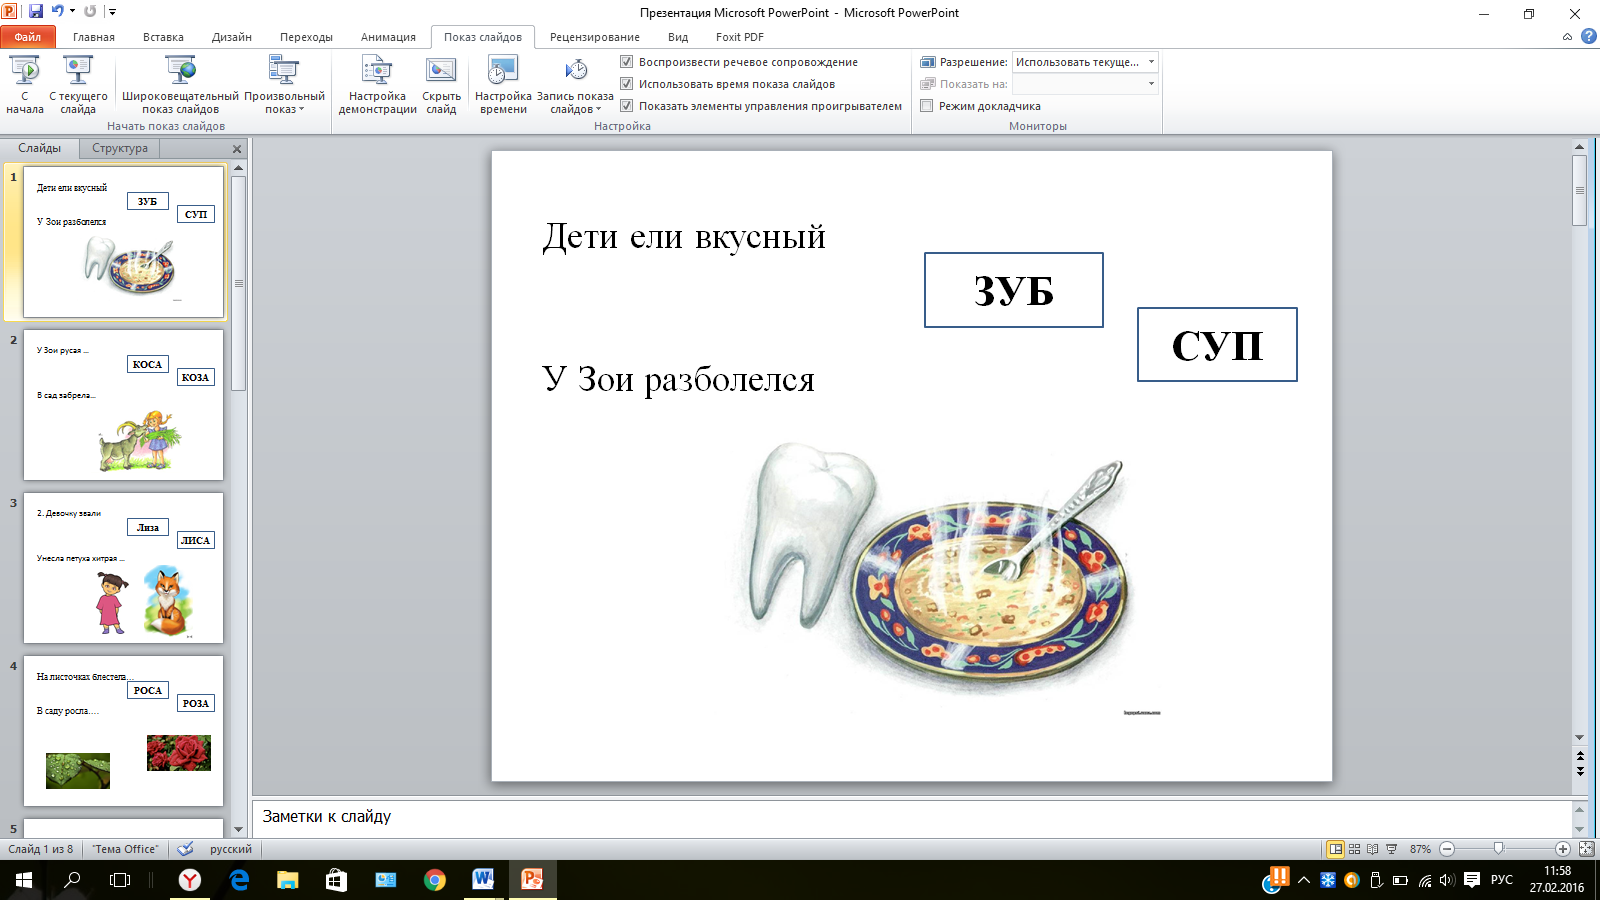 Презентация Microsoft PowerPoint - Microsoft PowerPoint
Файл Главная Вставка Дизайн Переходы Анимация Показ слайдов Рецензирование Вид Foxit PDF
С начала
С текущего слайда
Широковещательный показ слайдов
Произвольный показ
Начать показ слайдов
Настройка демонстрации
Скрыть слайд
Настройка времени
Запись показа слайдов
Воспроизвести речевое сопровождение
Использовать время показа слайдов
Показать элементы управления проигрывателем
Настройка
Разрешение: Использовать текуще...
Показать на:
Режим докладчика
Мониторы
Слайды Структура
1
Дети ели вкусный
ЗУБ
СУП
У Зои разболелся
2
У Зои русая ...
КОСА
КОЗА
В сад забрела...
3
2. Девочку звали
Лиза
ЛИСА
Унесла петуха хитрая ...
4
На листочках блестела...
РОСА
РОЗА
В саду росла....
5
Дети ели вкусный
ЗУБ
СУП
У Зои разболелся
Заметки к слайду
Слайд 1 из 8 "Тема Office" русский 87%
РУС
11:58
27.02.2016